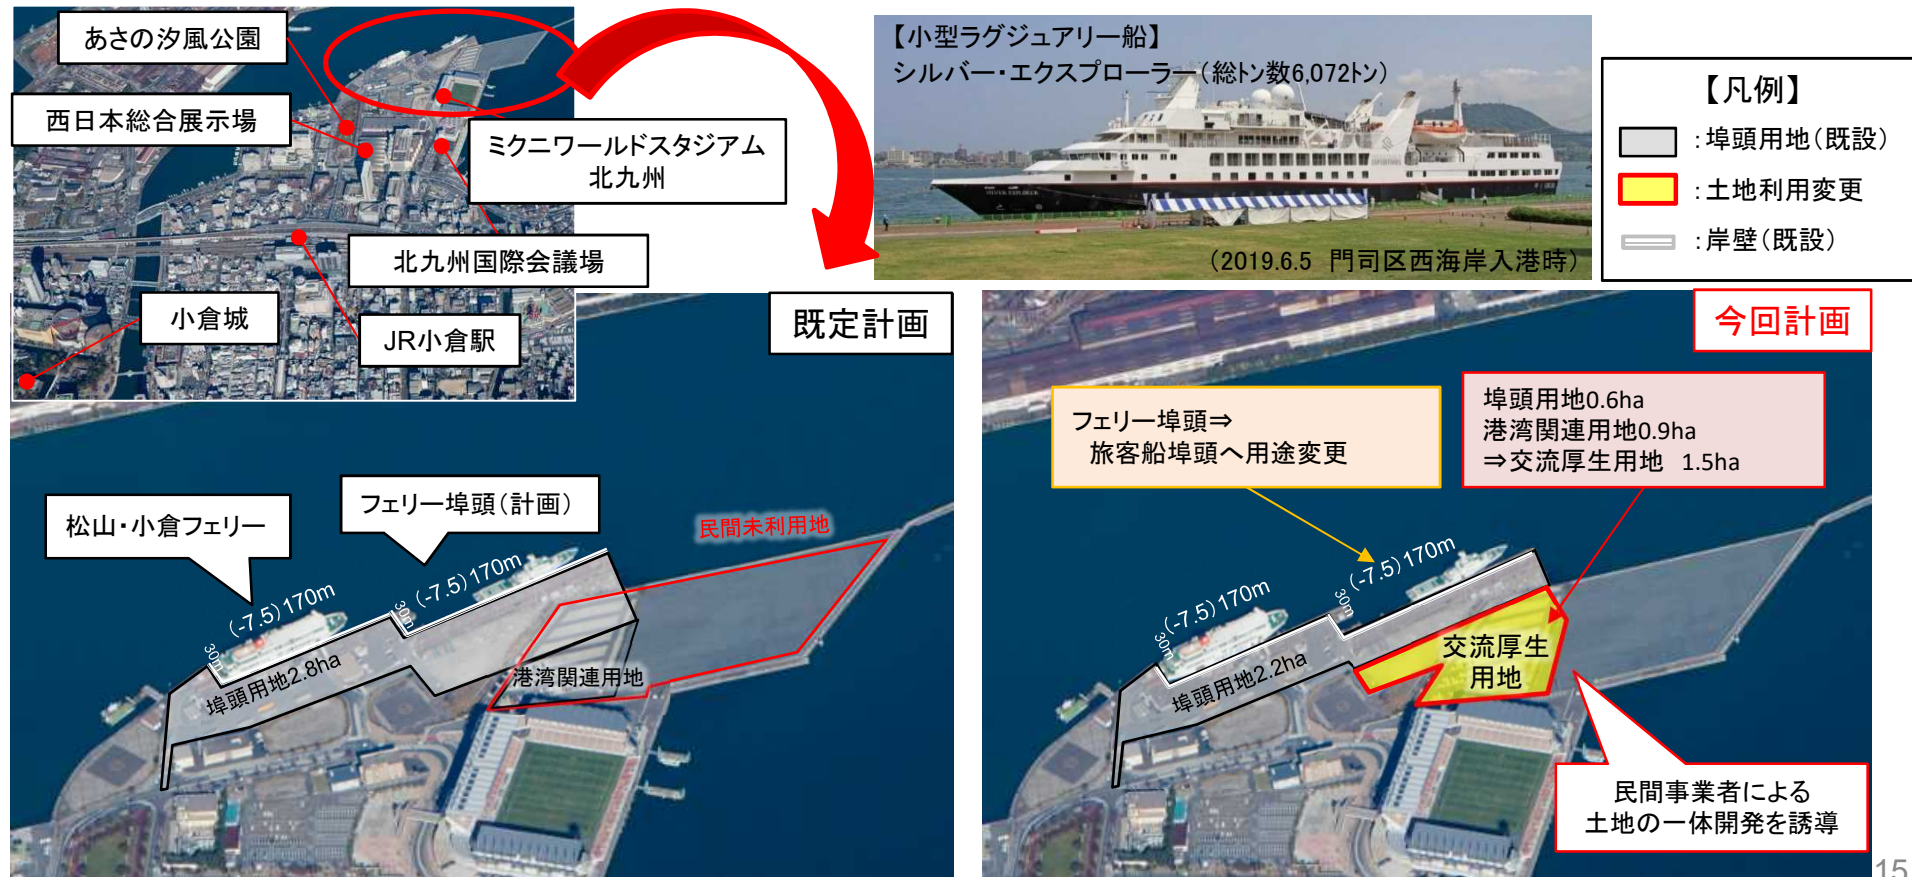 あさの汐風公園
西日本総合展示場
ミクニワールドスタジアム
北九州
北九州国際会議場
小倉城
JR小倉駅
【小型ラグジュアリー船】
シルバー・エクスプローラー（総トン数6,072トン）
（2019.6.5 門司区西海岸入港時）
【凡例】
：埠頭用地（既設）
：土地利用変更
：岸壁（既設）
既定計画
松山・小倉フェリー
フェリー埠頭（計画）
民間未利用地
（-7.5）170m
（-7.5）170m
30m
30m
埠頭用地2.8ha
港湾関連用地
今回計画
フェリー埠頭⇒
旅客船埠頭へ用途変更
埠頭用地0.6ha
港湾関連用地0.9ha
⇒交流厚生用地 1.5ha
（-7.5）170m
（-7.5）170m
30m
30m
埠頭用地2.2ha
交流厚生
用地
民間事業者による
土地の一体開発を誘導
15